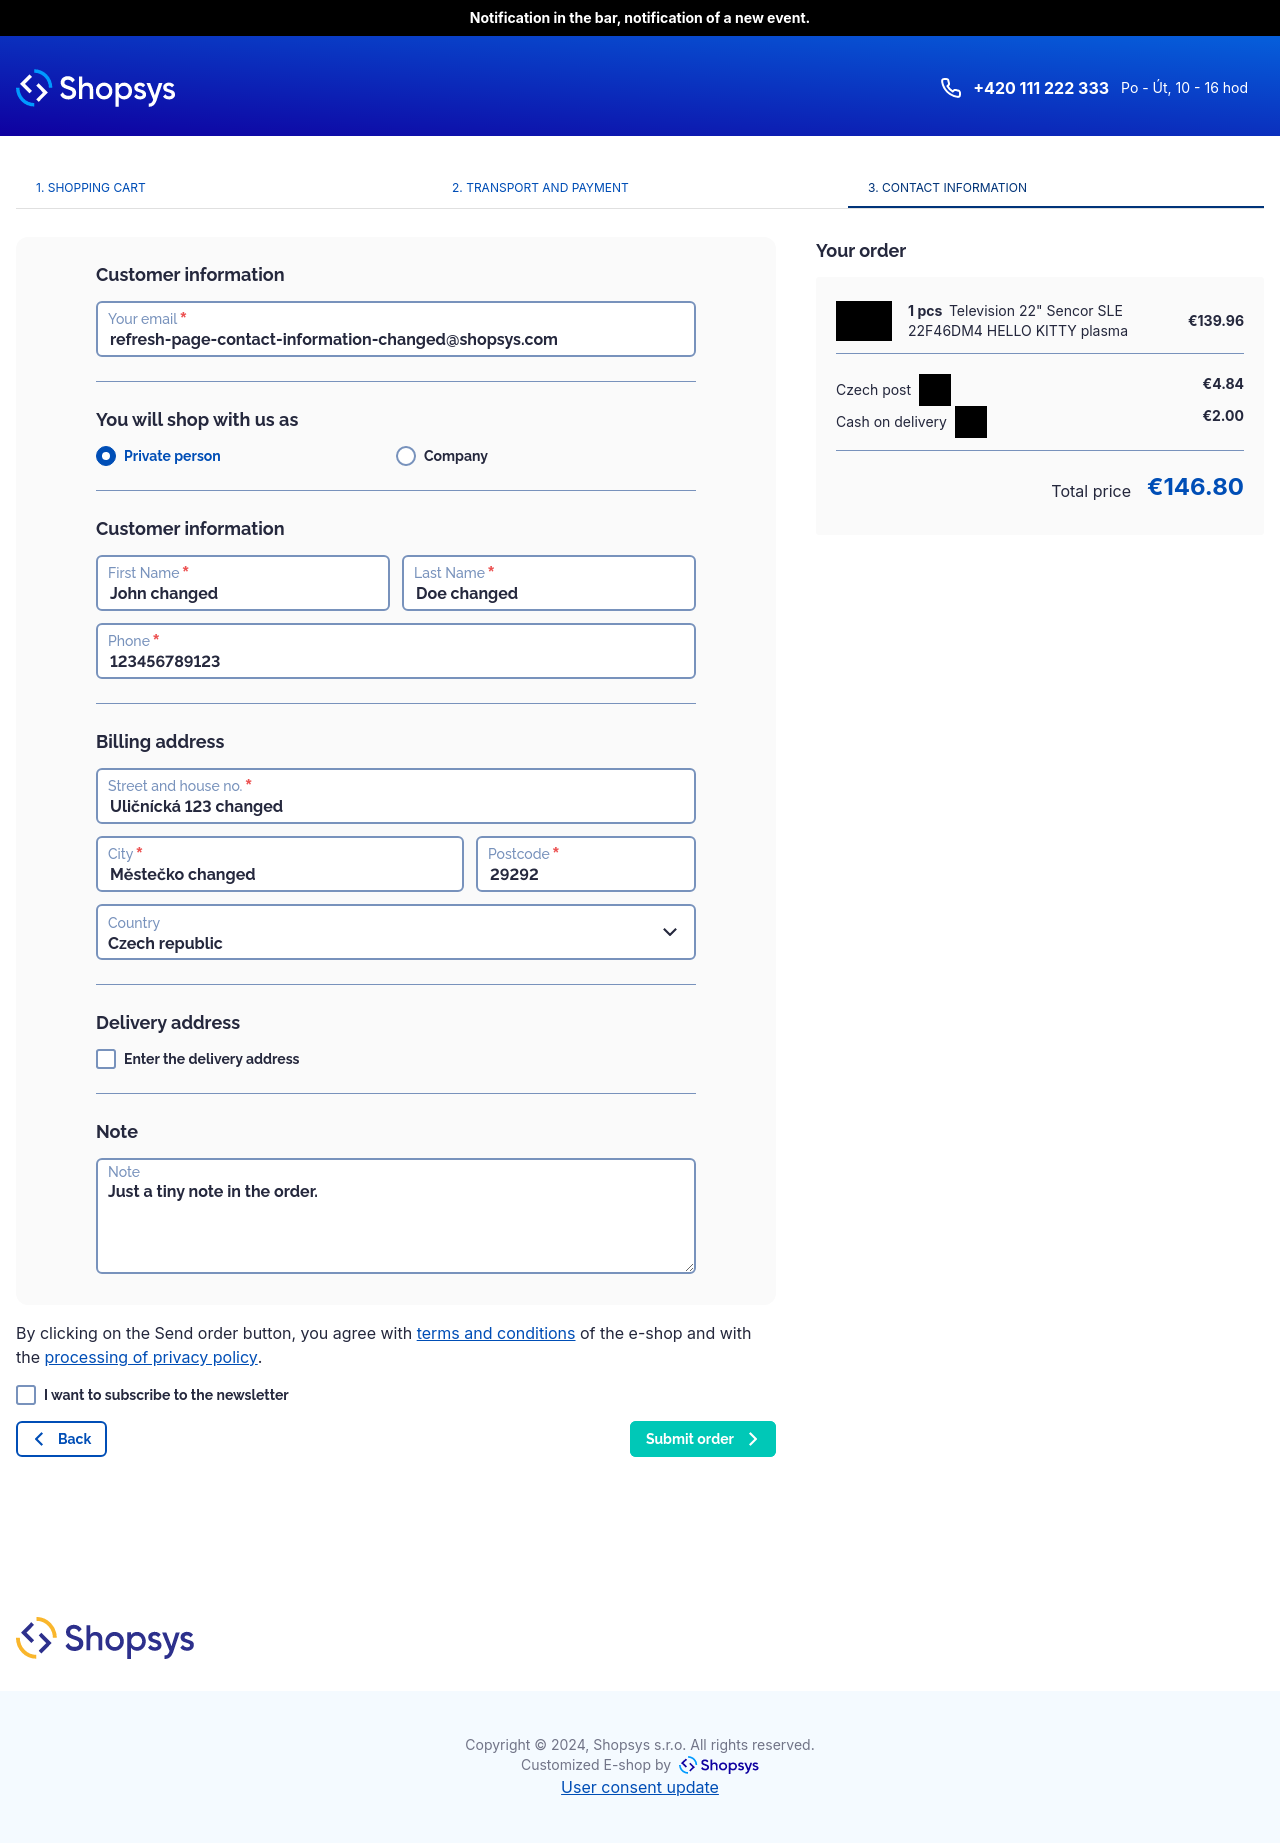 Notification in the bar, notification of a new event.
Shopsys
+420 111 222 333 Po - Út, 10 - 16 hod
1. SHOPPING CART
2. TRANSPORT AND PAYMENT
3. CONTACT INFORMATION
Customer information
Your email *
refresh-page-contact-information-changed@shopsys.com
You will shop with us as
Private person
Company
Customer information
First Name *
John changed
Last Name *
Doe changed
Phone *
123456789123
Billing address
Street and house no. *
Uličnícká 123 changed
City *
Městečko changed
Postcode *
29292
Country
Czech republic
Delivery address
Enter the delivery address
Note
Note
Just a tiny note in the order.
By clicking on the Send order button, you agree with terms and conditions of the e-shop and with
the processing of privacy policy.
I want to subscribe to the newsletter
Back
Submit order
Your order
1 pcs Television 22" Sencor SLE
22F46DM4 HELLO KITTY plasma
€139.96
Czech post
€4.84
Cash on delivery
€2.00
Total price €146.80
Shopsys
Copyright © 2024, Shopsys s.r.o. All rights reserved.
Customized E-shop by Shopsys
User consent update